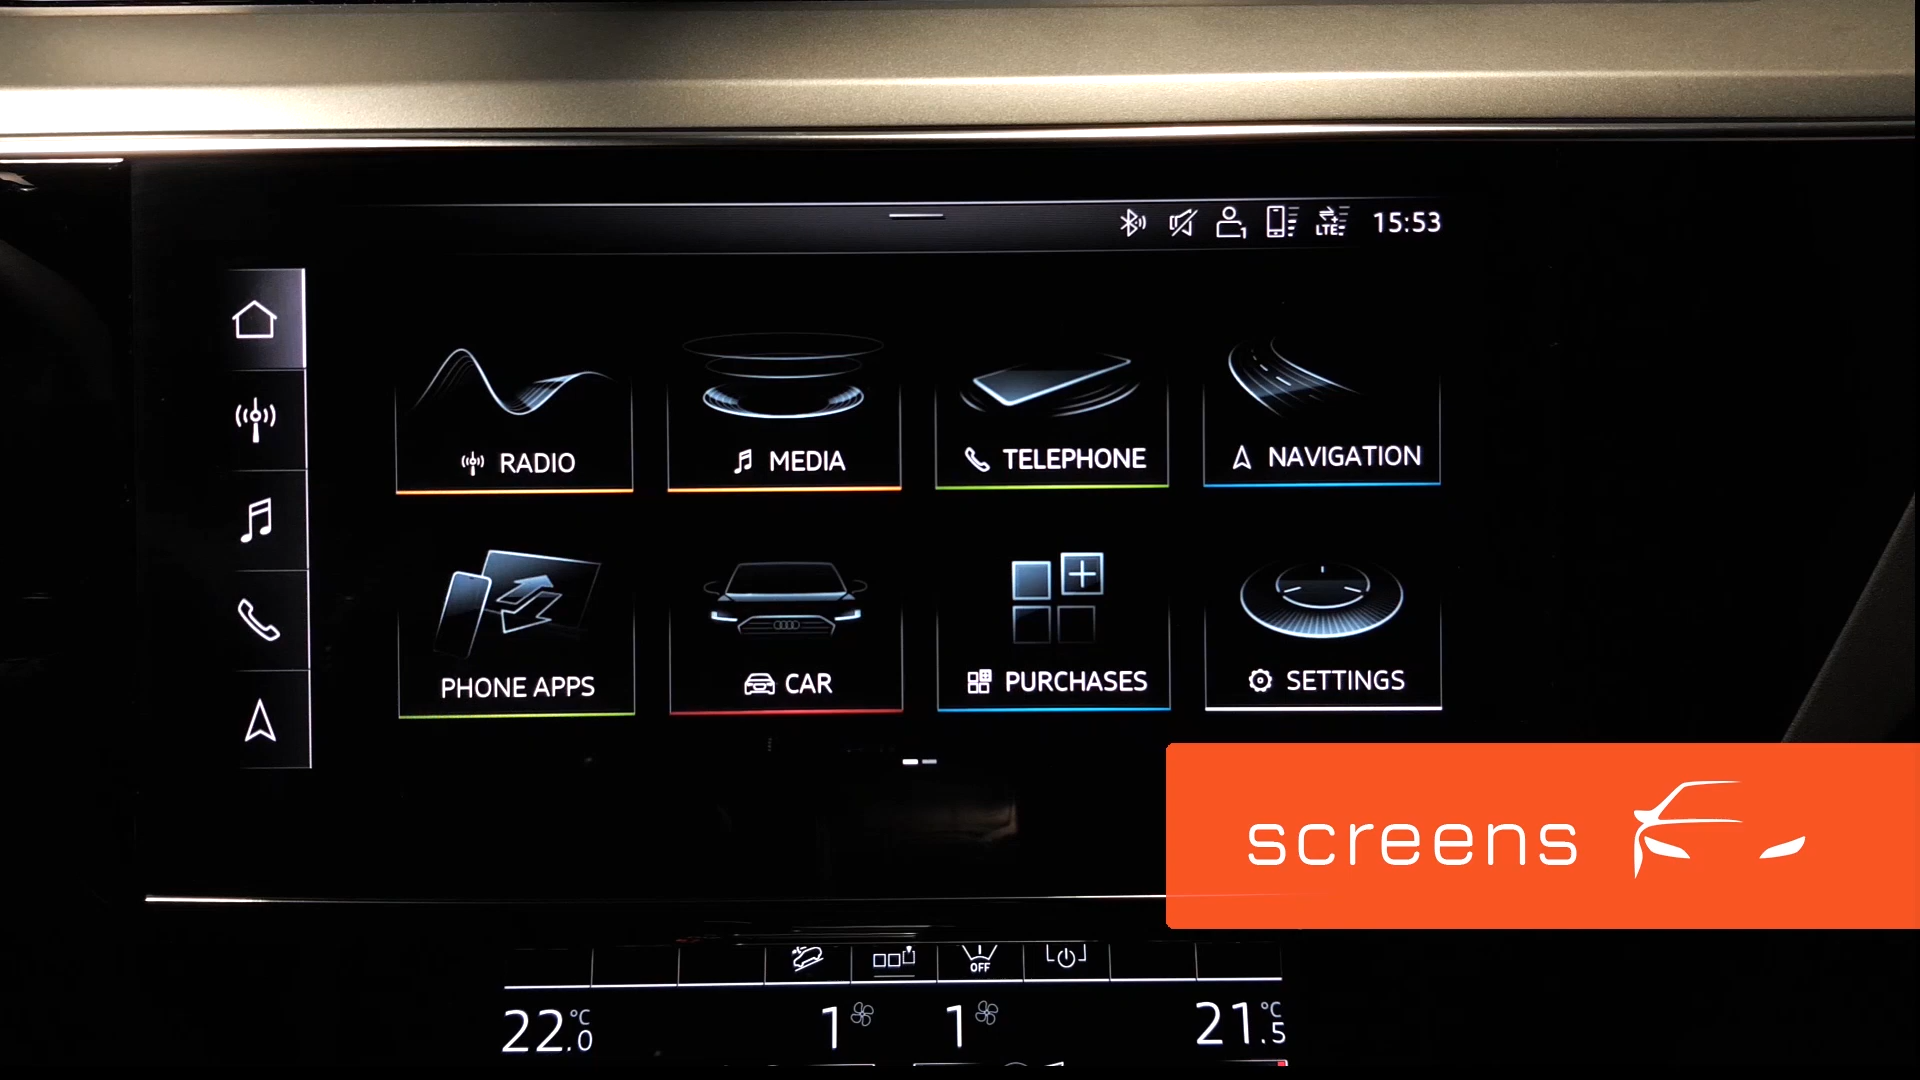 LTE 15:53
RADIO
MEDIA
TELEPHONE
NAVIGATION
PHONE APPS
CAR
PURCHASES
SETTINGS
screens
OFF
22.0 °C
1
1
21.5 °C